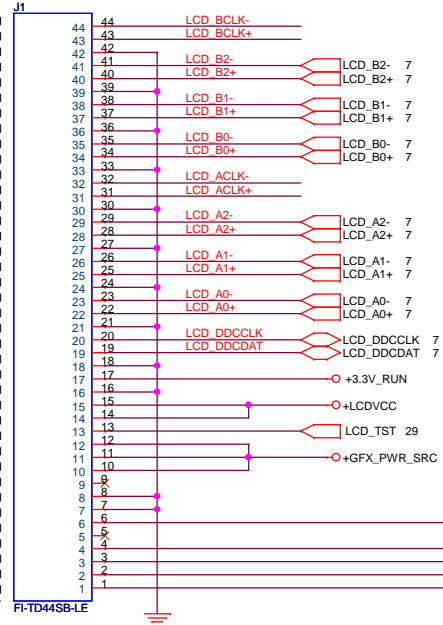 J1
44 44 LCD_BCLK-
43 43 LCD_BCLK+
42 42
41 41 LCD_B2- LCD_B2- 7
40 40 LCD_B2+ LCD_B2+ 7
39 39
38 38 LCD_B1- LCD_B1- 7
37 37 LCD_B1+ LCD_B1+ 7
36 36
35 35 LCD_B0- LCD_B0- 7
34 34 LCD_B0+ LCD_B0+ 7
33 33
32 32 LCD_ACLK-
31 31 LCD_ACLK+
30 30
29 29 LCD_A2- LCD_A2- 7
28 28 LCD_A2+ LCD_A2+ 7
27 27
26 26 LCD_A1- LCD_A1- 7
25 25 LCD_A1+ LCD_A1+ 7
24 24
23 23 LCD_A0- LCD_A0- 7
22 22 LCD_A0+ LCD_A0+ 7
21 21
20 20 LCD_DDCCLK LCD_DDCCLK 7
19 19 LCD_DDCDAT LCD_DDCDAT 7
18 18
17 17 +3.3V_RUN
16 16
15 15 +LCDVCC
14 14
13 13 LCD_TST 29
12 12
11 11 +GFX_PWR_SRC
10 10
9 9
8 8
7 7
6 6
5 5
4 4
3 3
2 2
1 1
FI-TD44SB-LE